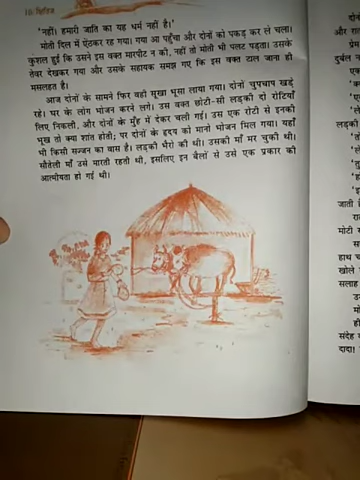 10/ क्षितिज
'नहीं! हमारी जाति का यह धर्म नहीं है।'
मोती दिल में ऐंठकर रह गया। गया आ पहुँचा और दोनों को पकड़ कर ले चला।
कुशल हुई कि उसने इस वक्त मारपीट न की, नहीं तो मोती भी पलट पड़ता। उसके
तेवर देखकर गया और उसके सहायक समझ गए कि इस वक्त टाल जाना ही
मसलहत है।
आज दोनों के सामने फिर वही सूखा भूसा लाया गया। दोनों चुपचाप खड़े
रहे। घर के लोग भोजन करने लगे। उस वक्त छोटी-सी लड़की दो रोटियाँ
लिए निकली, और दोनों के मुँह में देकर चली गई। उस एक रोटी से इनकी
भूख तो क्या शांत होती; पर दोनों के हृदय को मानो भोजन मिल गया। यहाँ
भी किसी सज्जन का वास है। लड़की भैरो की थी। उसकी माँ मर चुकी थी।
सौतेली माँ उसे मारती रहती थी, इसलिए इन बैलों से उसे एक प्रकार की
आत्मीयता हो गई थी।